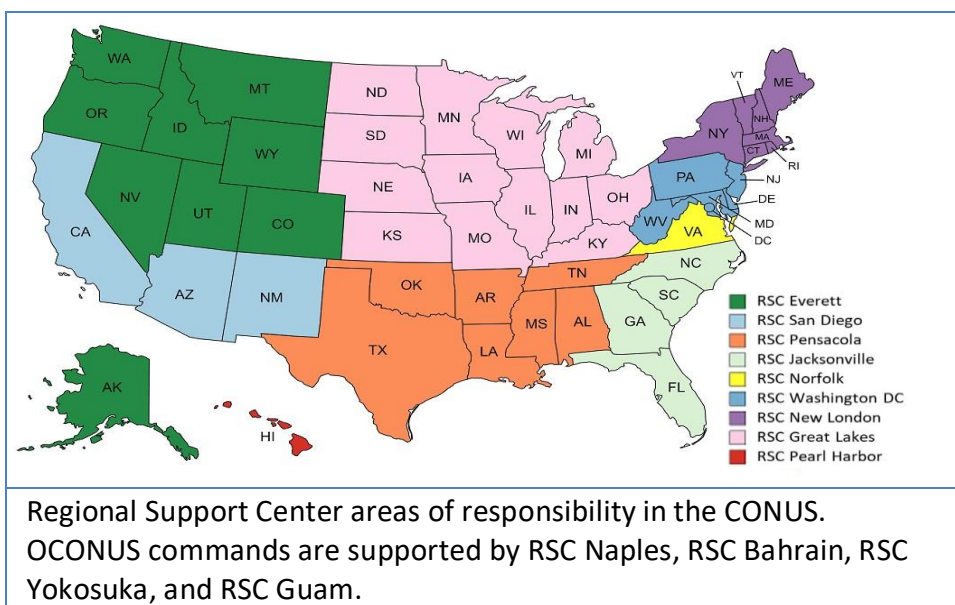 WA
MT
ND
MN
VT
ME
OR
ID
SD
WI
MI
NY
NH
MA
CT
RI
WY
NE
IA
PA
NJ
NV
UT
CO
IL
IN
OH
DE
MD
DC
WV
VA
CA
KS
MO
KY
AZ
NM
OK
AR
TN
NC
SC
TX
LA
MS
AL
GA
FL
AK
HI
RSC Everett
RSC San Diego
RSC Pensacola
RSC Jacksonville
RSC Norfolk
RSC Washington DC
RSC New London
RSC Great Lakes
RSC Pearl Harbor
Regional Support Center areas of responsibility in the CONUS.
OCONUS commands are supported by RSC Naples, RSC Bahrain, RSC
Yokosuka, and RSC Guam.